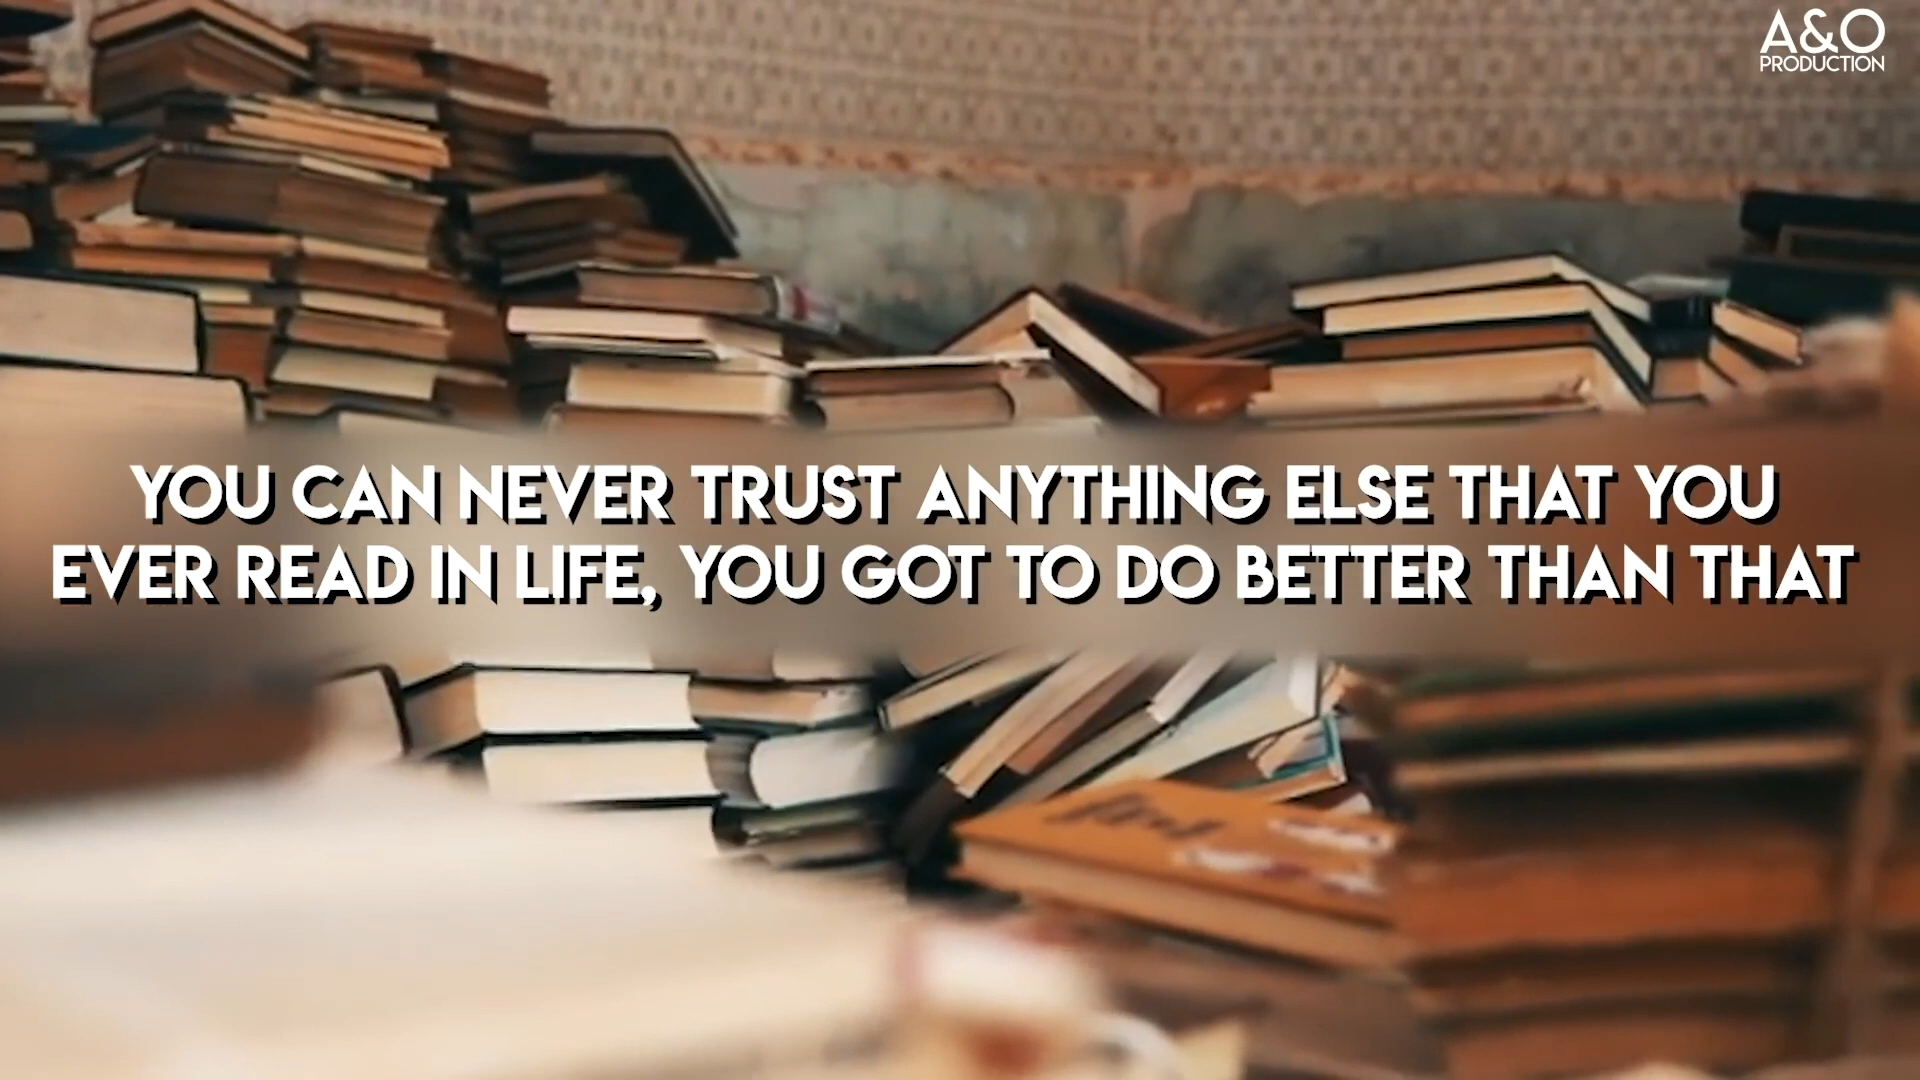 A&O
PRODUCTION
YOU CAN NEVER TRUST ANYTHING ELSE THAT YOU
EVER READ IN LIFE, YOU GOT TO DO BETTER THAN THAT